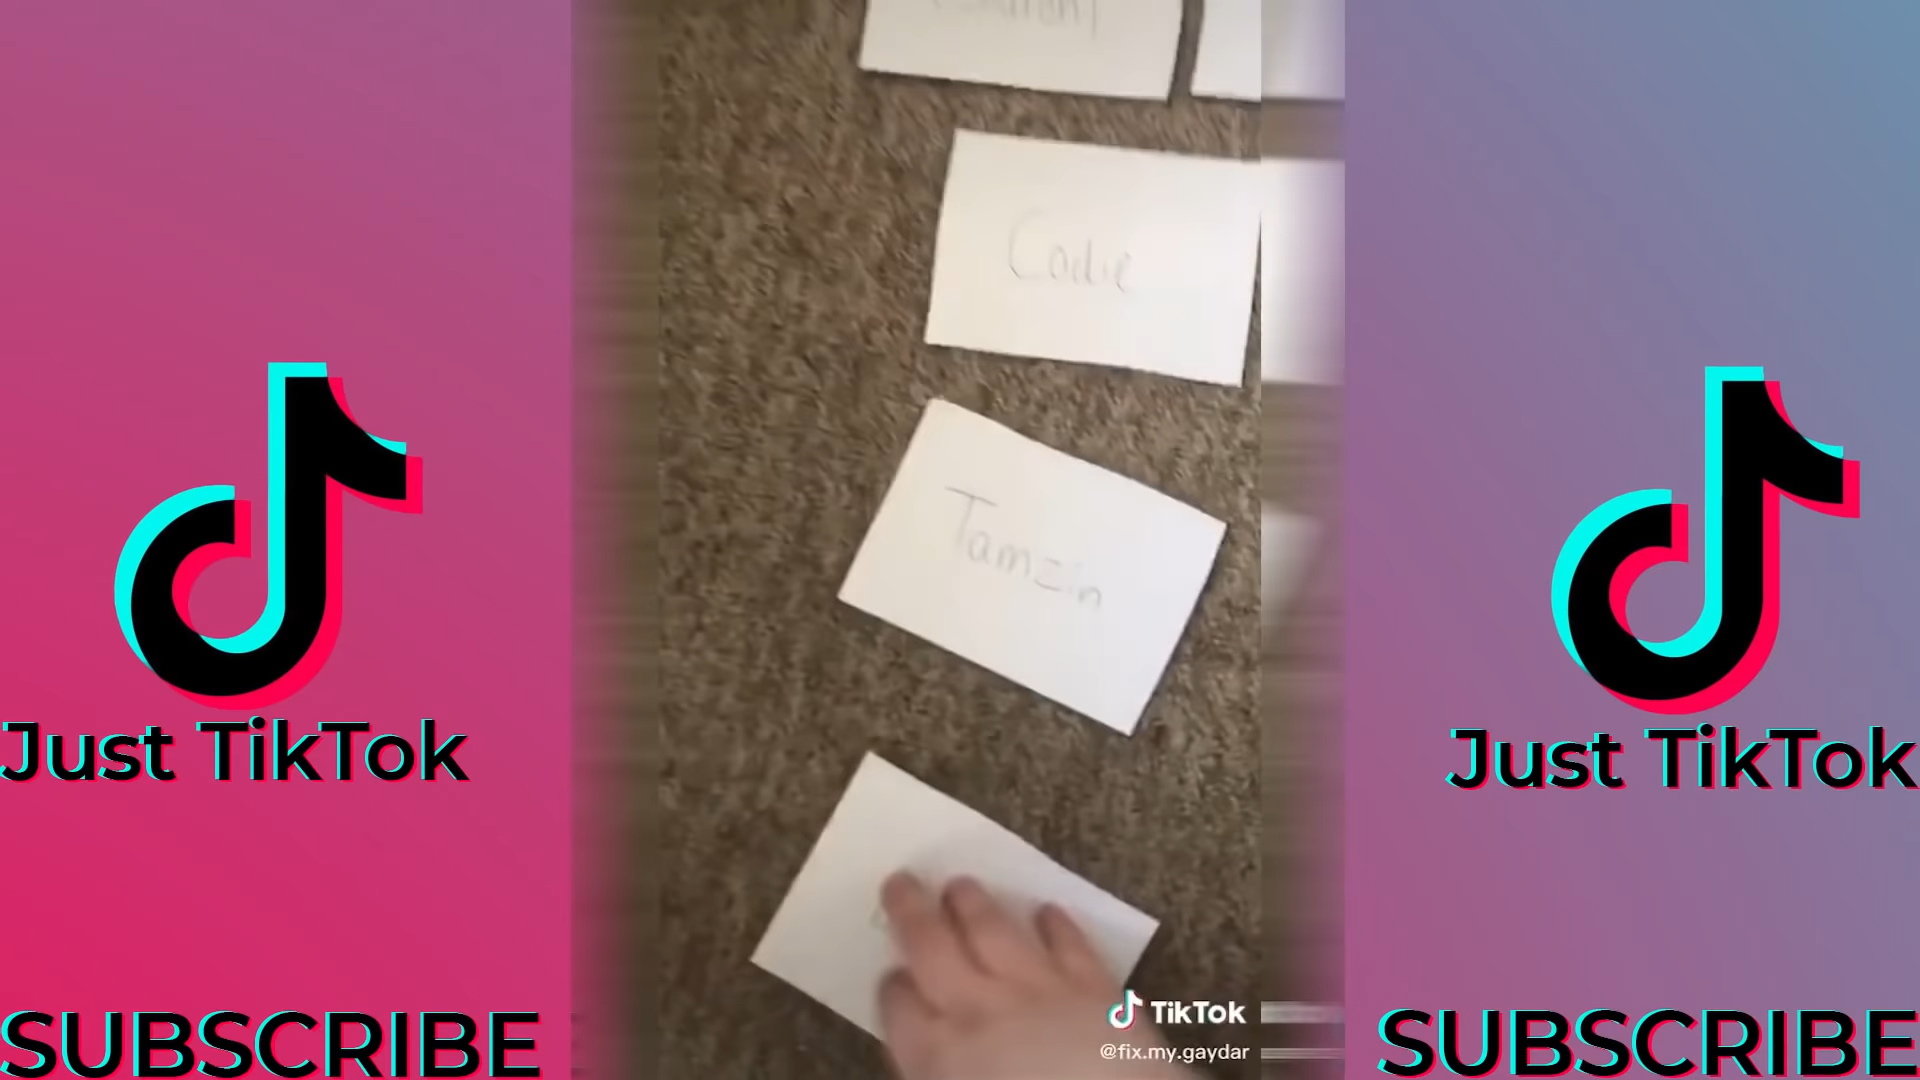 Codie
Tamzin
TikTok
@fix.my.gaydar
Just TikTok
SUBSCRIBE
Just TikTok
SUBSCRIBE